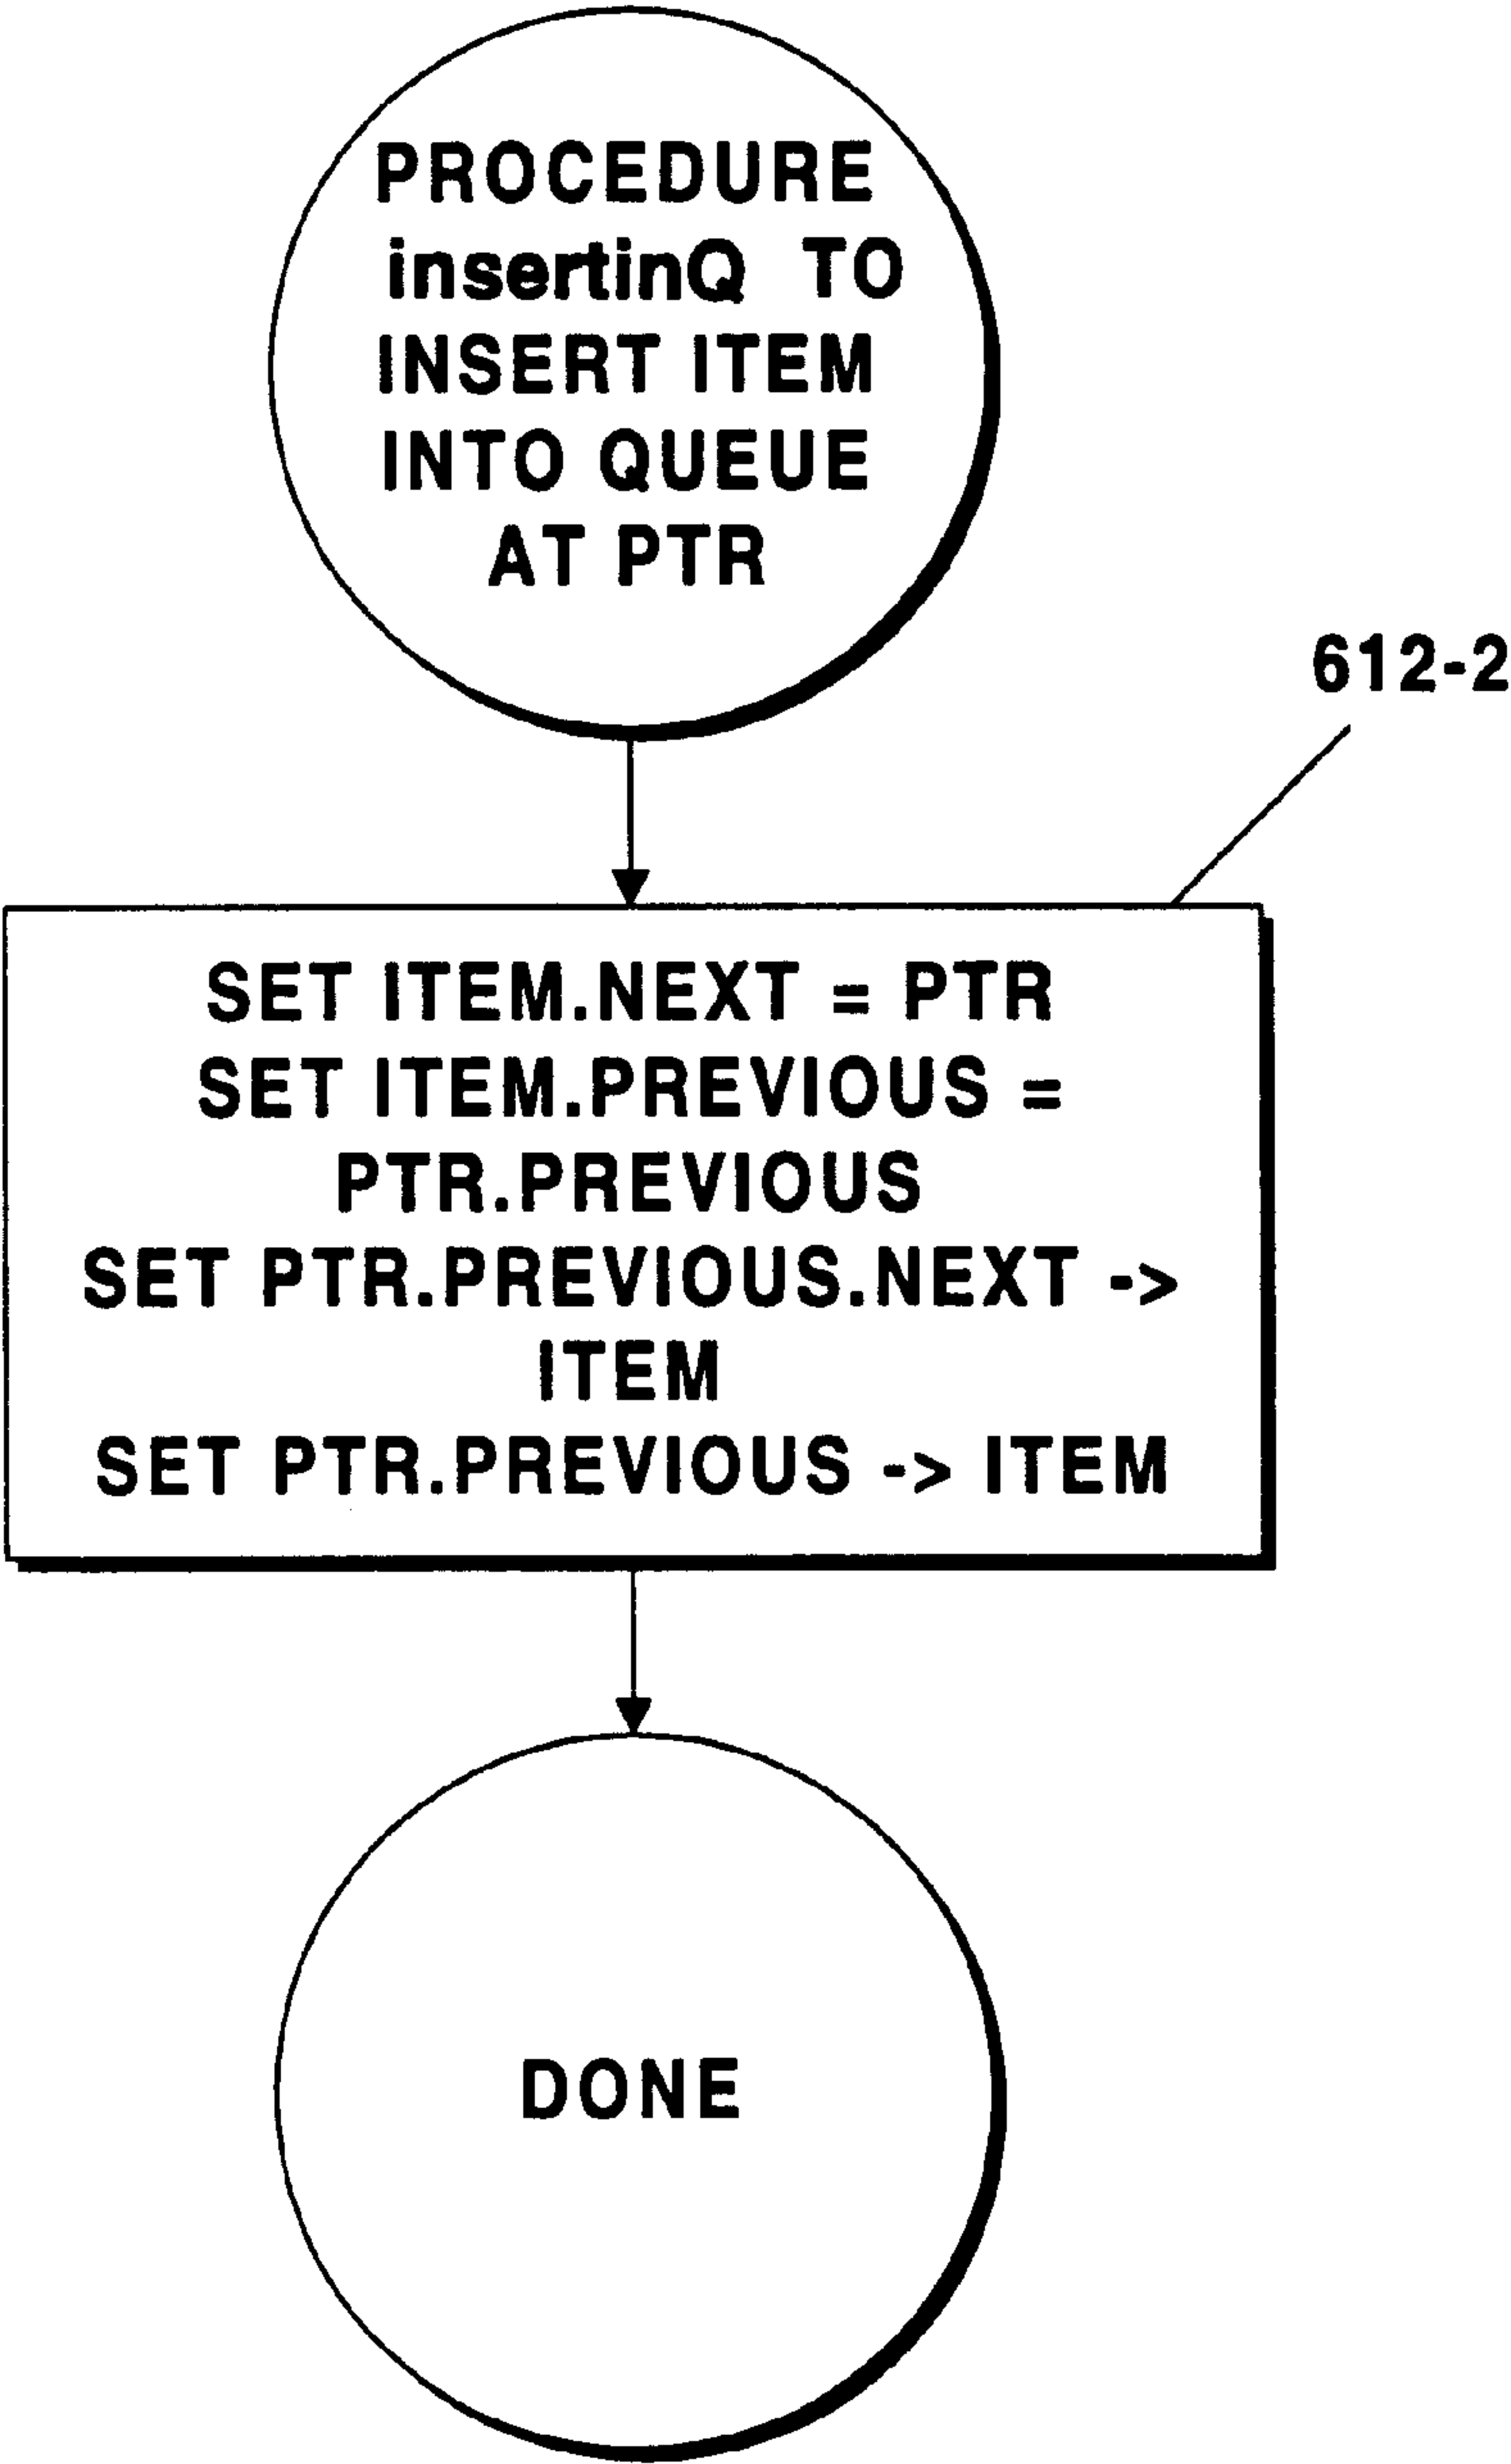 PROCEDURE
insertinQ TO
INSERT ITEM
INTO QUEUE
AT PTR
612-2
SET ITEM.NEXT = PTR
SET ITEM.PREVIOUS =
PTR.PREVIOUS
SET PTR.PREVIOUS.NEXT ->
ITEM
SET PTR.PREVIOUS -> ITEM
DONE